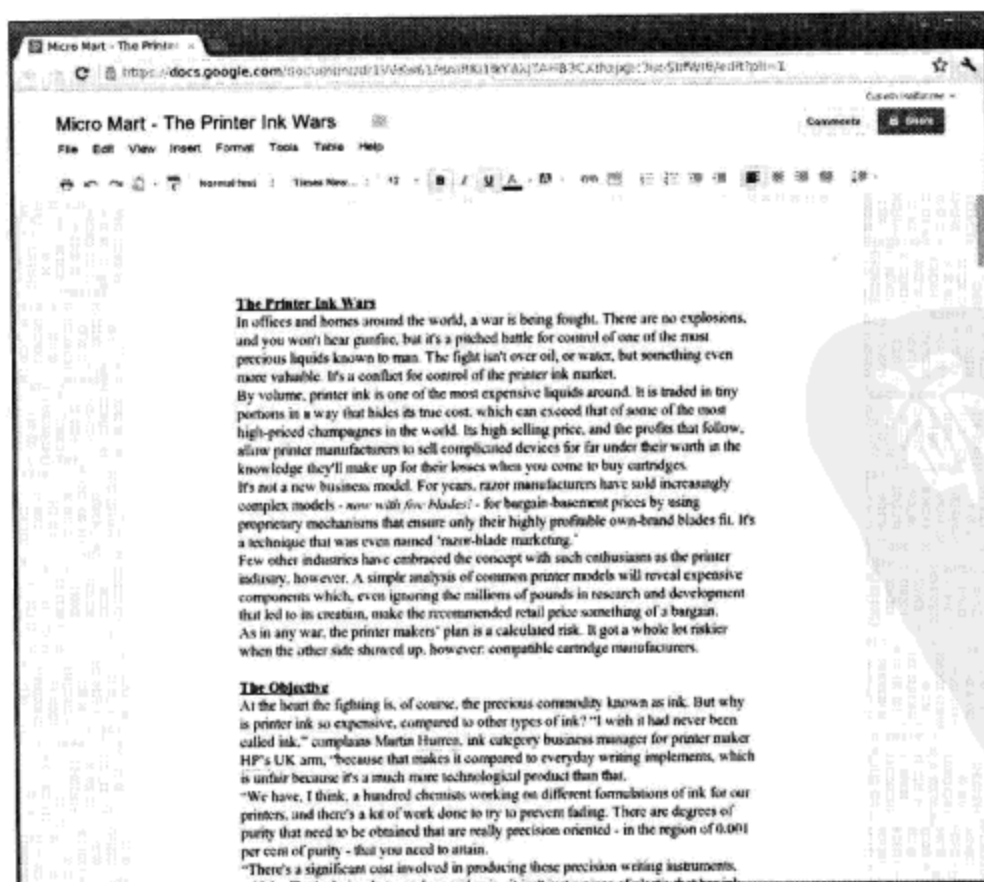 Micro Mart - The Printer
https://docs.google.com/document/d/
Micro Mart - The Printer Ink Wars
Comments Share
File Edit View Insert Format Tools Table Help
Normal text Times New... 12 B I U A
The Printer Ink Wars
In offices and homes around the world, a war is being fought. There are no explosions,
and you won't hear gunfire, but it's a pitched battle for control of one of the most
precious liquids known to man. The fight isn't over oil, or water, but something even
more valuable. It's a conflict for control of the printer ink market.
By volume, printer ink is one of the most expensive liquids around. It is traded in tiny
portions in a way that hides its true cost, which can exceed that of some of the most
high-priced champagnes in the world. Its high selling price, and the profits that follow,
allow printer manufacturers to sell complicated devices for far under their worth in the
knowledge they'll make up for their losses when you come to buy cartridges.
It's not a new business model. For years, razor manufacturers have sold increasingly
complex models - now with five blades! - for bargain-basement prices by using
proprietary mechanisms that ensure only their highly profitable own-brand blades fit. It's
a technique that was even named 'razor-blade marketing.'
Few other industries have embraced the concept with such enthusiasm as the printer
industry, however. A simple analysis of common printer models will reveal expensive
components which, even ignoring the millions of pounds in research and development
that led to its creation, make the recommended retail price something of a bargain.
As in any war, the printer makers' plan is a calculated risk. It got a whole lot riskier
when the other side showed up, however: compatible cartridge manufacturers.
The Objective
At the heart the fighting is, of course, the precious commodity known as ink. But why
is printer ink so expensive, compared to other types of ink? "I wish it had never been
called ink," complains Martin Hurren, ink category business manager for printer maker
HP's UK arm, "because that makes it compared to everyday writing implements, which
is unfair because it's a much more technological product than that.
"We have, I think, a hundred chemists working on different formulations of ink for our
printers, and there's a lot of work done to try to prevent fading. There are degrees of
purity that need to be obtained that are really precision oriented - in the region of 0.001
per cent of purity - that you need to attain.
"There's a significant cost involved in producing these precision writing instruments.